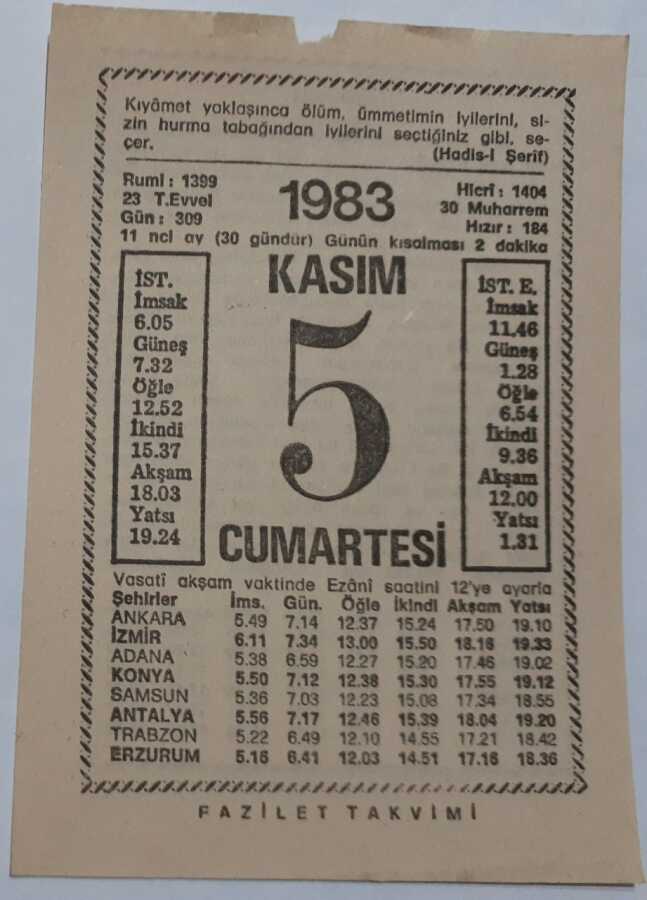 Kıyâmet yaklaşınca ölüm, ümmetimin iyilerini, si-
zin hurma tabağından iyilerini seçtiğiniz gibi, se-
çer.
(Hadis-i Şerif)
Rumi: 1399
23 T.Evvel
Gün: 309
1983
Hicrî: 1404
30 Muharrem
Hızır: 184
11 nci ay (30 gündür) Günün kısalması 2 dakika
KASIM
5
CUMARTESİ
İST.
İmsak
6.05
Güneş
7.32
Öğle
12.52
İkindi
15.37
Akşam
18.03
Yatsı
19.24
İST. E.
İmsak
11.46
Güneş
1.28
Öğle
6.54
İkindi
9.36
Akşam
12.00
Yatsı
1.31
Vasatî akşam vaktinde Ezânî saatini 12'ye ayarla
Şehirler İms. Gün. Öğle İkindi Akşam Yatsı
ANKARA 5.49 7.14 12.37 15.24 17.50 19.10
İZMİR 6.11 7.34 13.00 15.50 18.16 19.33
ADANA 5.38 6.59 12.27 15.20 17.46 19.02
KONYA 5.50 7.12 12.38 15.30 17.55 19.12
SAMSUN 5.36 7.03 12.23 15.08 17.34 18.55
ANTALYA 5.56 7.17 12.46 15.39 18.04 19.20
TRABZON 5.22 6.49 12.10 14.55 17.21 18.42
ERZURUM 5.16 6.41 12.03 14.51 17.16 18.36
FAZİLET TAKVİMİ